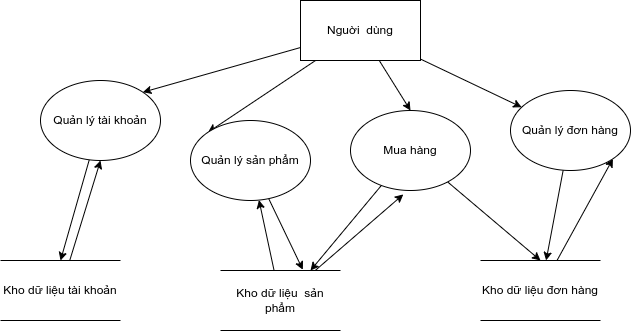 Người dùng
Quản lý tài khoản
Quản lý sản phẩm
Mua hàng
Quản lý đơn hàng
Kho dữ liệu tài khoản
Kho dữ liệu sản
phẩm
Kho dữ liệu đơn hàng